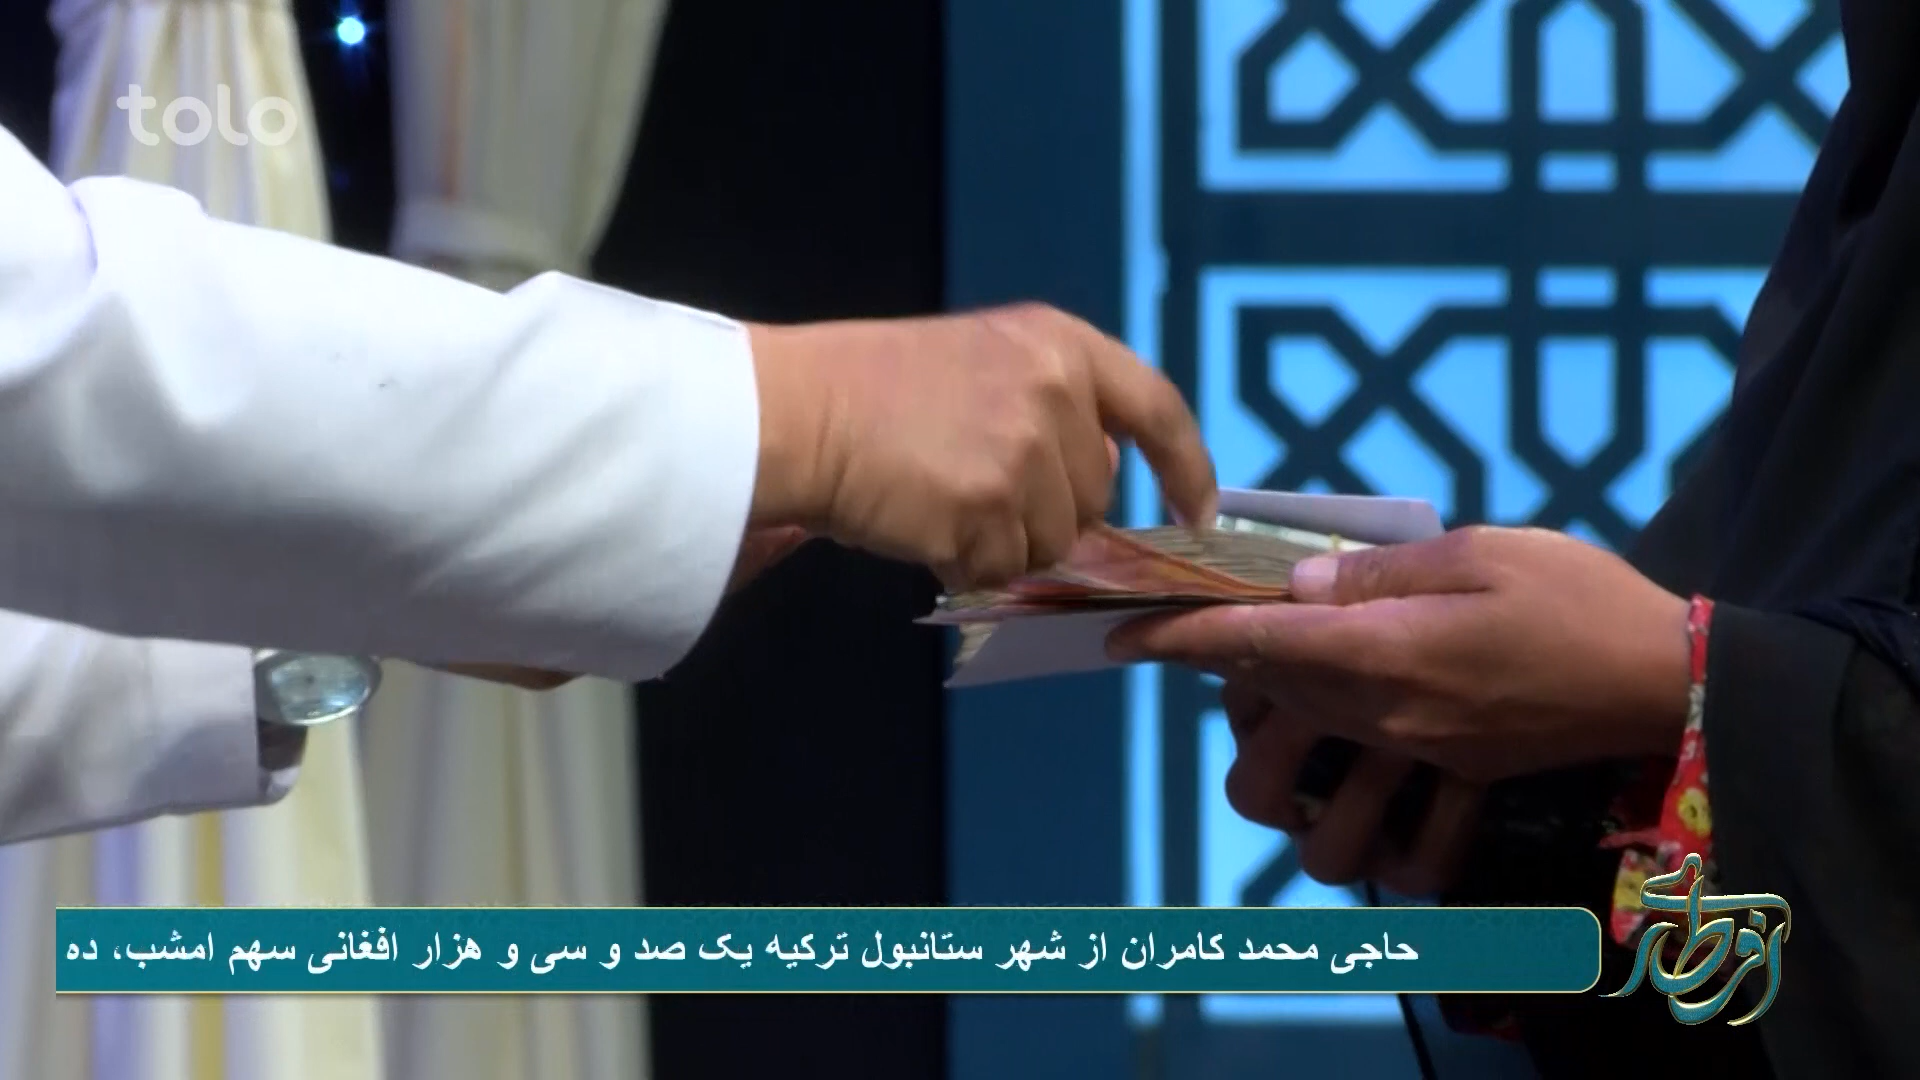 tolo
حاجی محمد کامران از شهر ستانبول ترکیه یک صد و سی و هزار افغانی سهم امشب، ده
افطاری